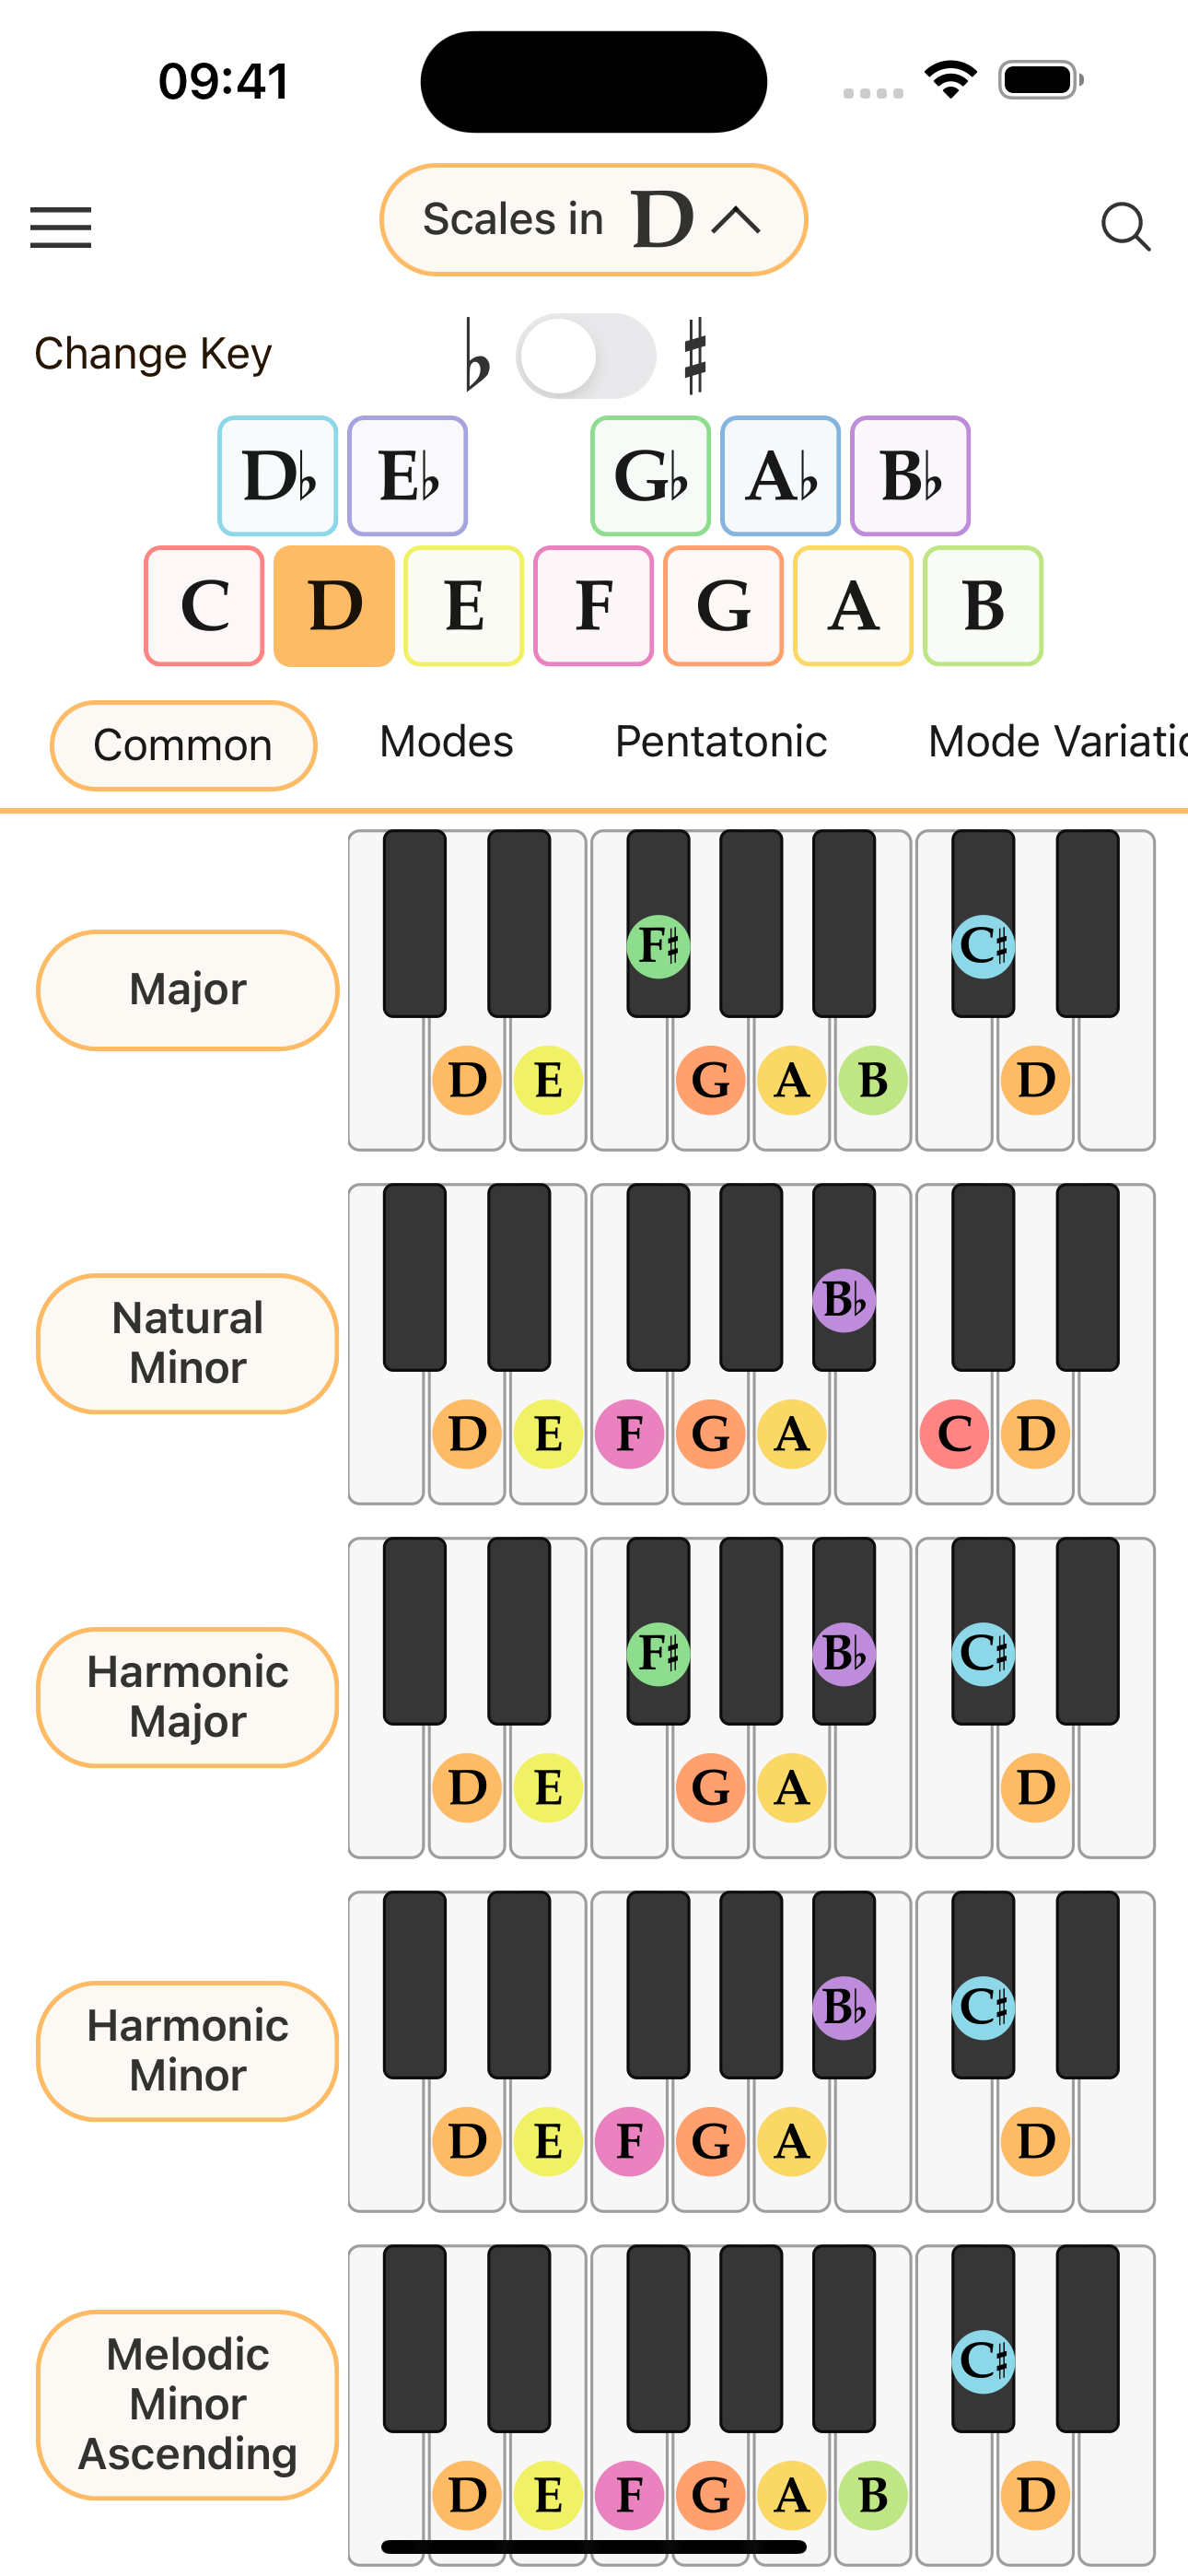 09:41
Scales in D
Change Key
♭ ♯
D♭ E♭ G♭ A♭ B♭
C D E F G A B
Common Modes Pentatonic Mode Variatio
F♯ C♯
Major
D E G A B D
B♭
Natural
Minor
D E F G A C D
F♯ B♭ C♯
Harmonic
Major
D E G A D
B♭ C♯
Harmonic
Minor
D E F G A D
C♯
Melodic
Minor
Ascending
D E F G A B D